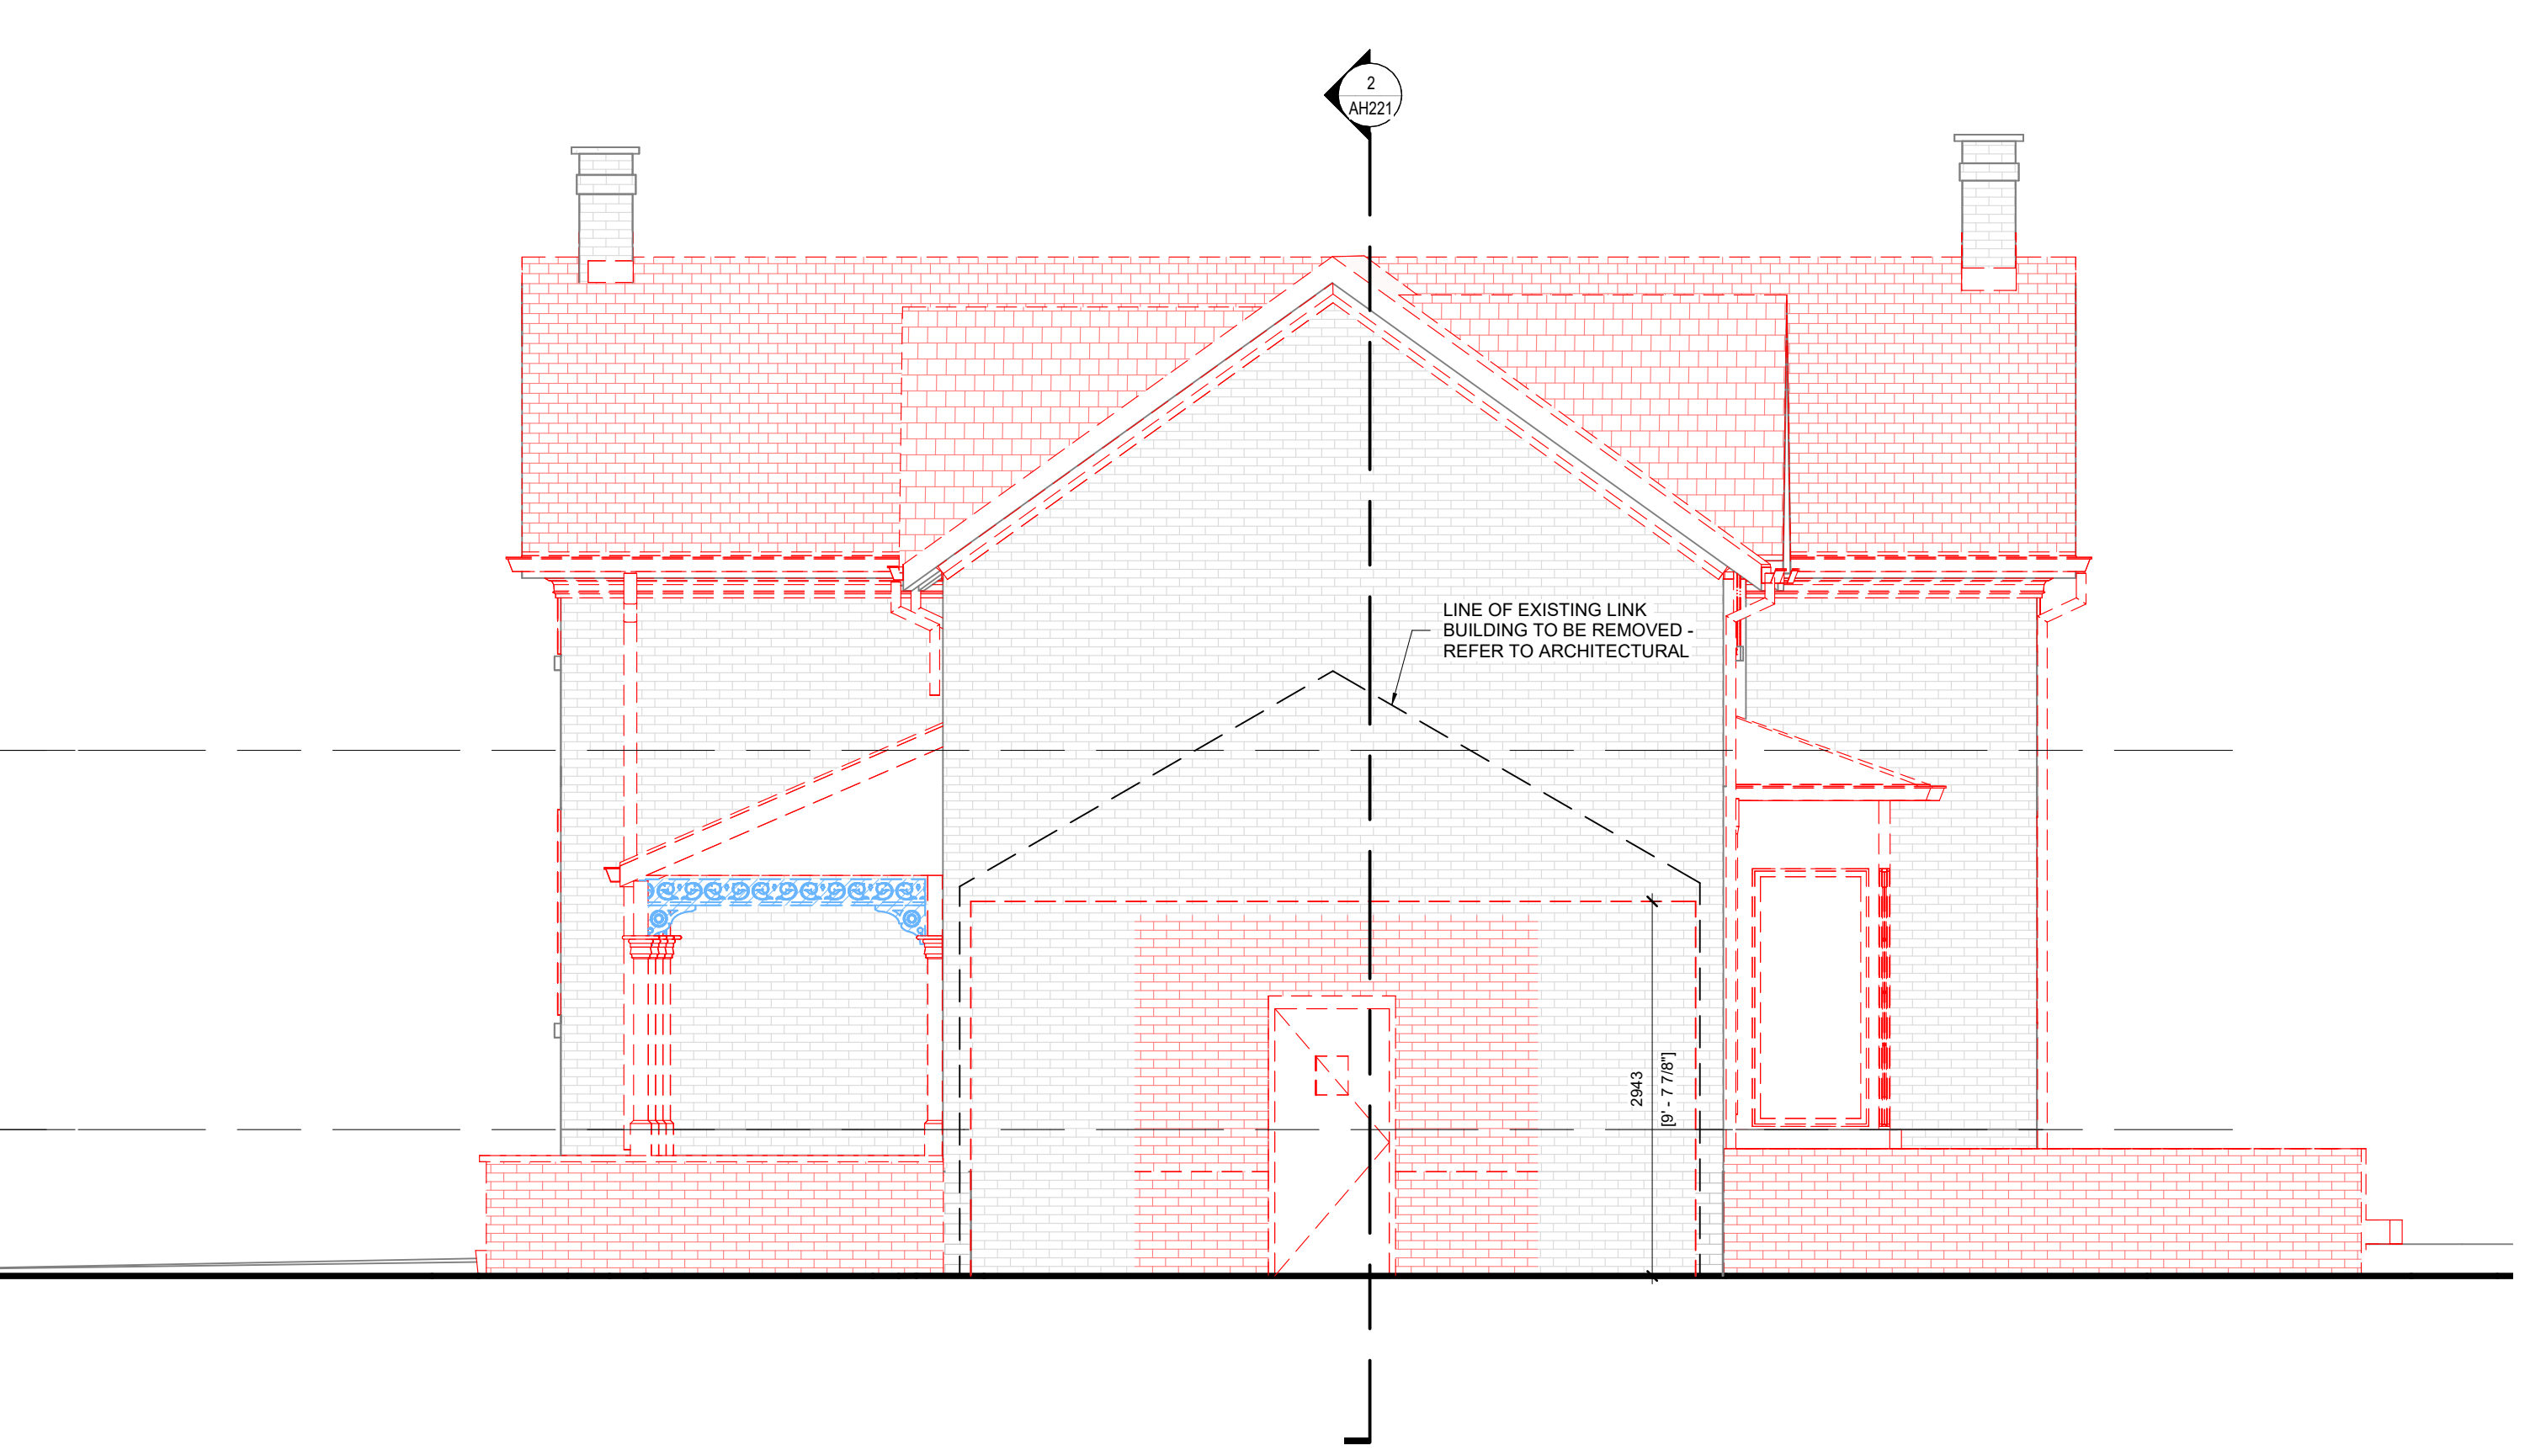 2
AH221
LINE OF EXISTING LINK
BUILDING TO BE REMOVED -
REFER TO ARCHITECTURAL
2943
[9' - 7 7/8"]